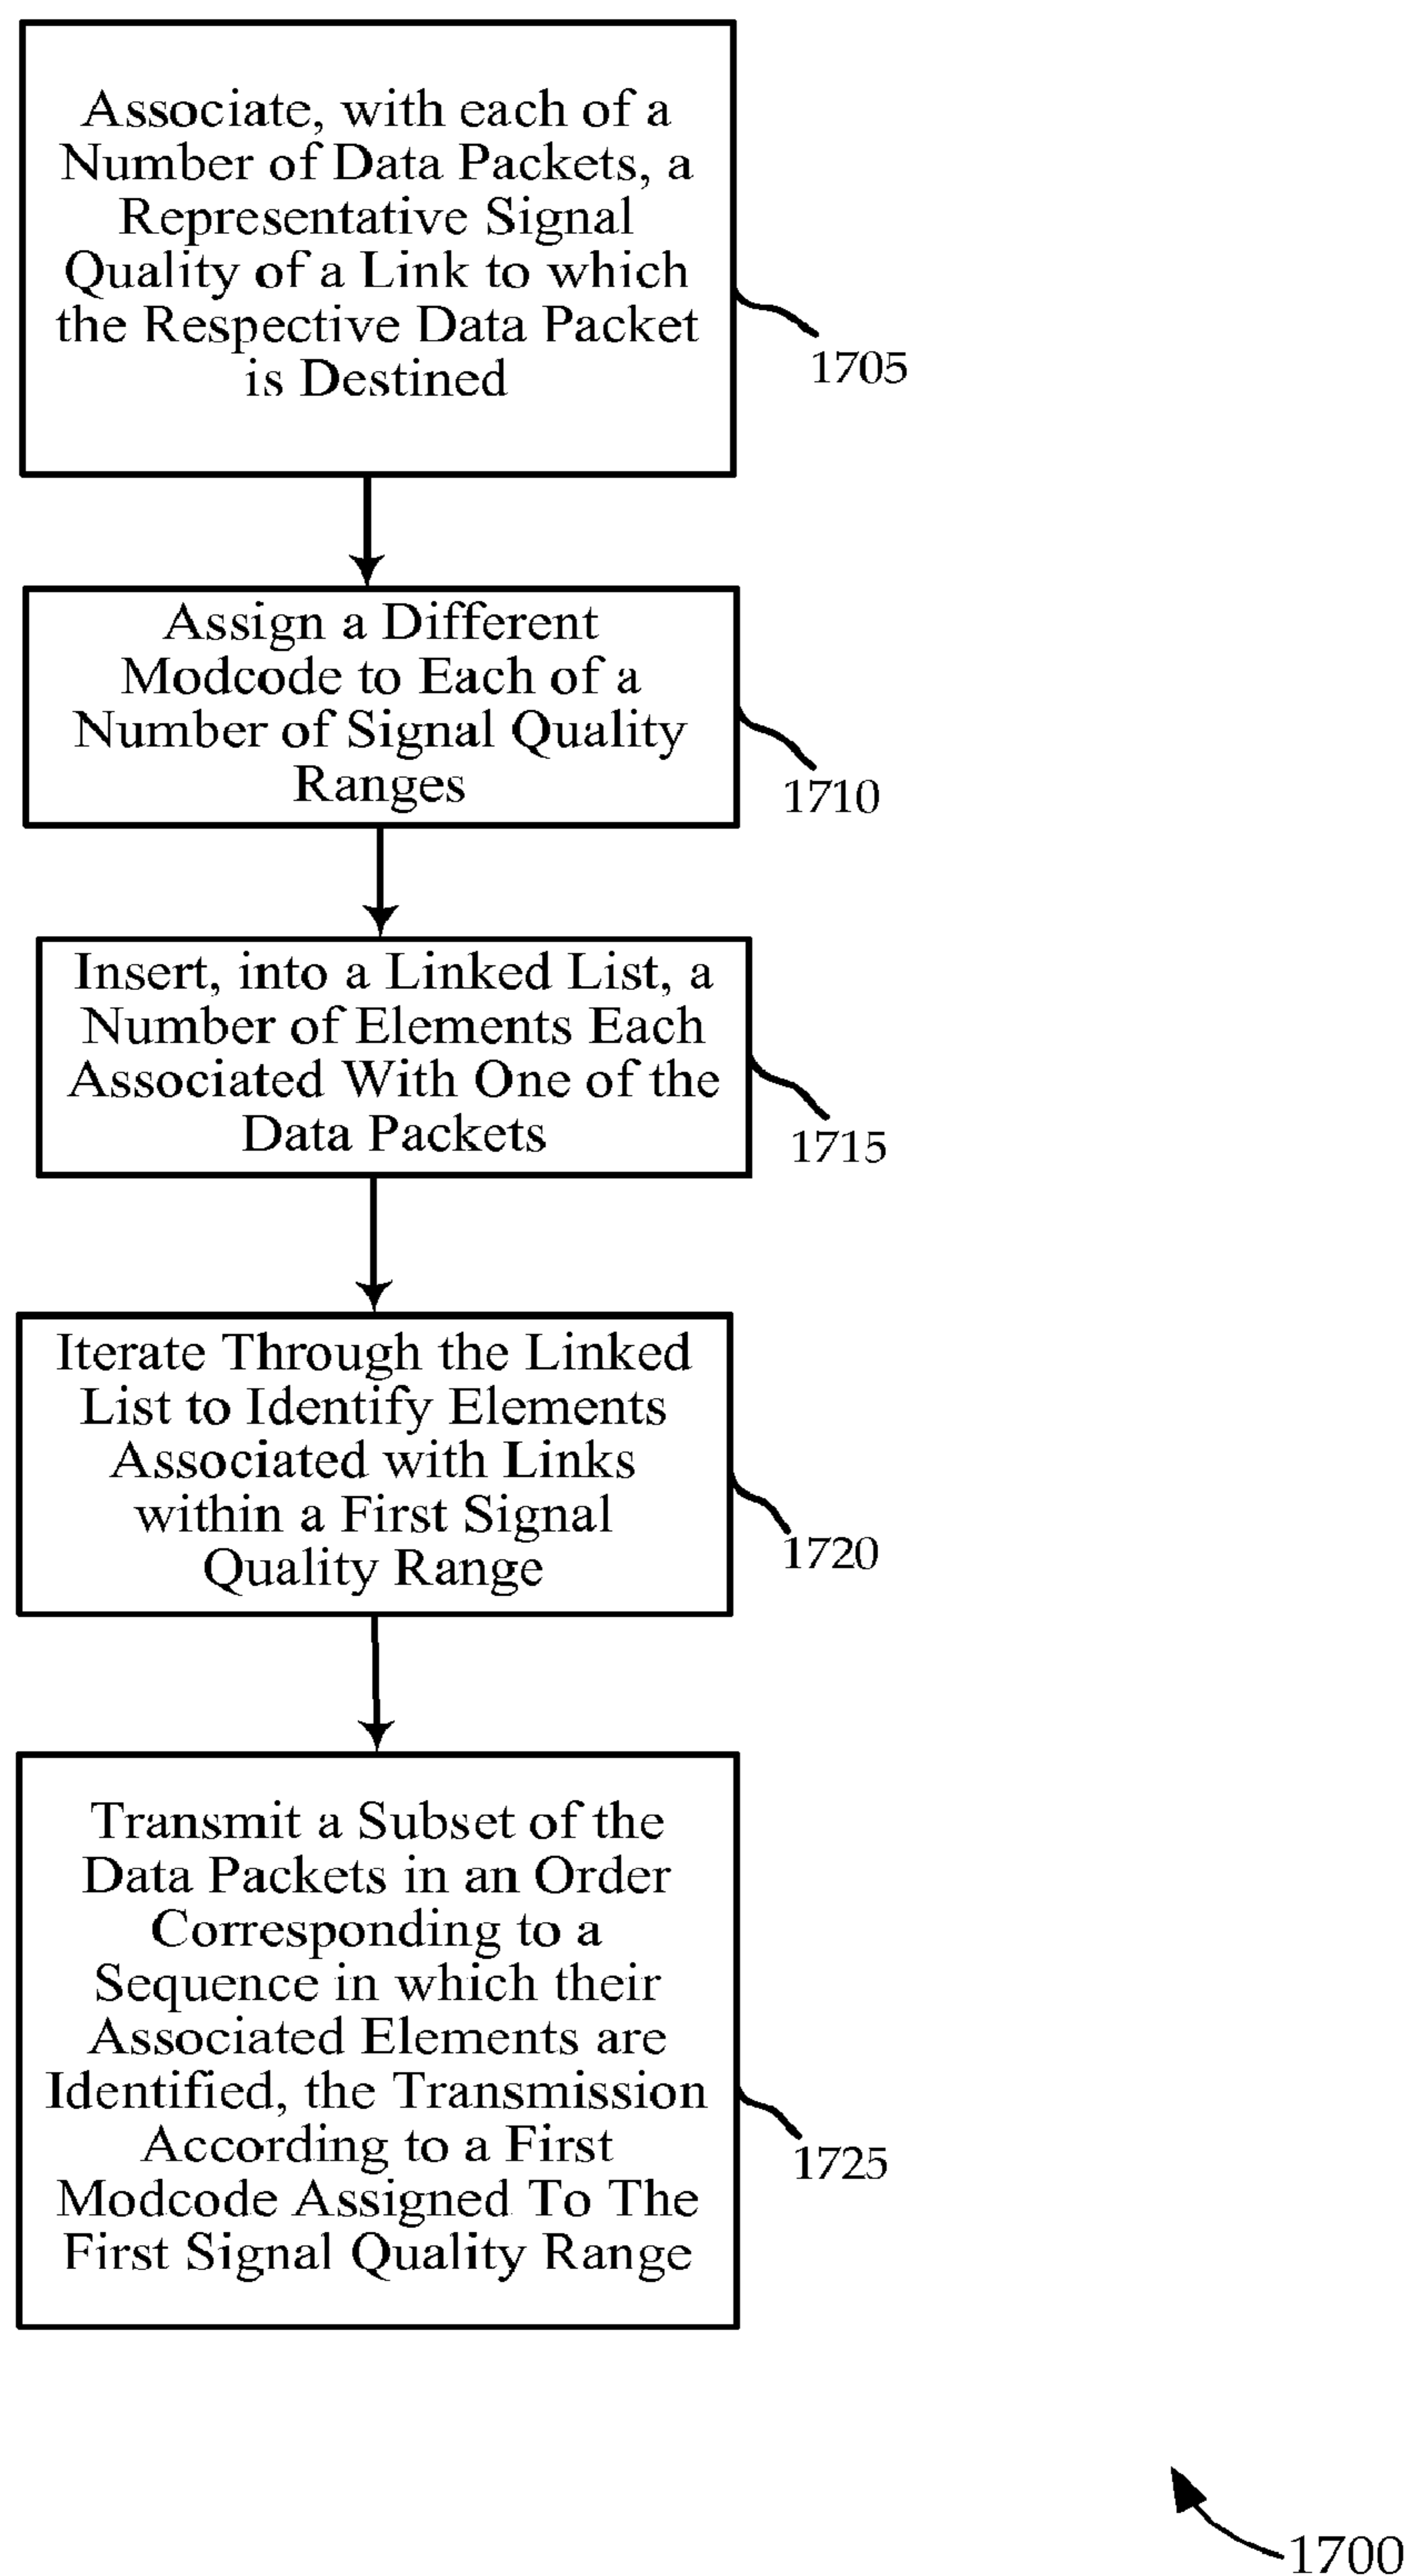 Associate, with each of a
Number of Data Packets, a
Representative Signal
Quality of a Link to which
the Respective Data Packet
is Destined
1705
Assign a Different
Modcode to Each of a
Number of Signal Quality
Ranges
1710
Insert, into a Linked List, a
Number of Elements Each
Associated With One of the
Data Packets
1715
Iterate Through the Linked
List to Identify Elements
Associated with Links
within a First Signal
Quality Range
1720
Transmit a Subset of the
Data Packets in an Order
Corresponding to a
Sequence in which their
Associated Elements are
Identified, the Transmission
According to a First
Modcode Assigned To The
First Signal Quality Range
1725
1700